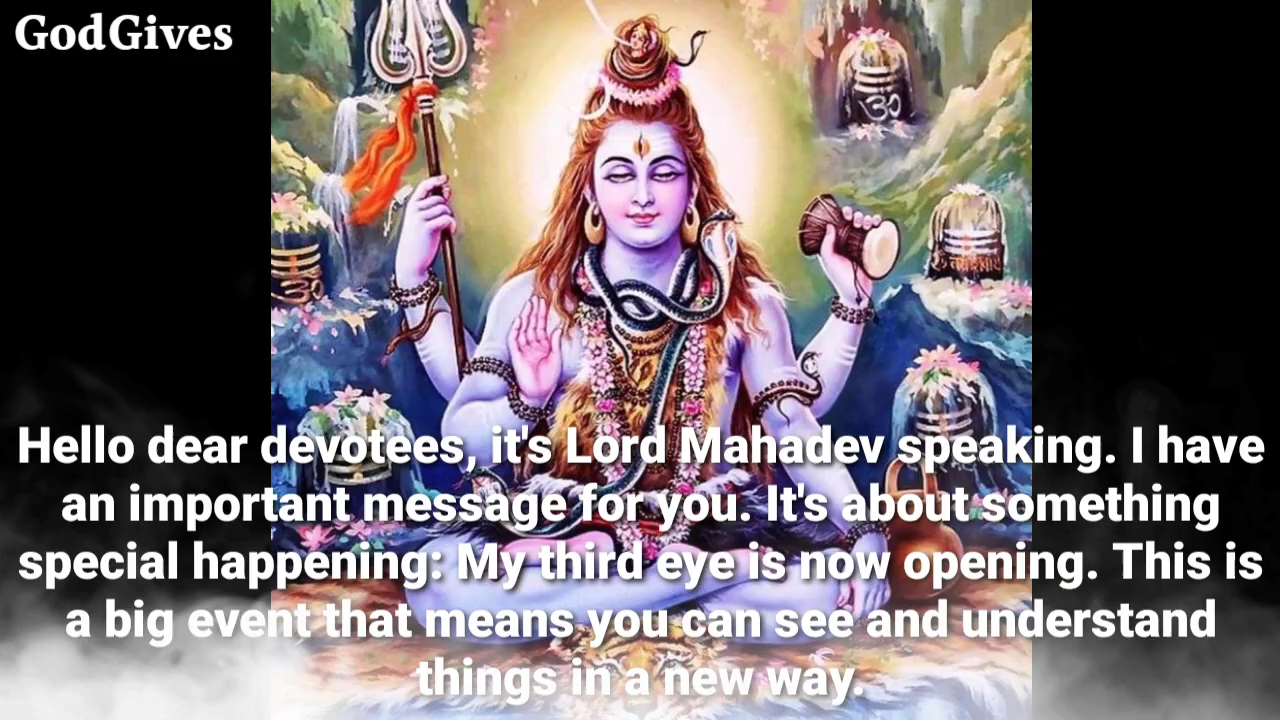 GodGives
ॐ
ॐ
Hello dear devotees, it's Lord Mahadev speaking. I have
an important message for you. It's about something
special happening: My third eye is now opening. This is
a big event that means you can see and understand
things in a new way.